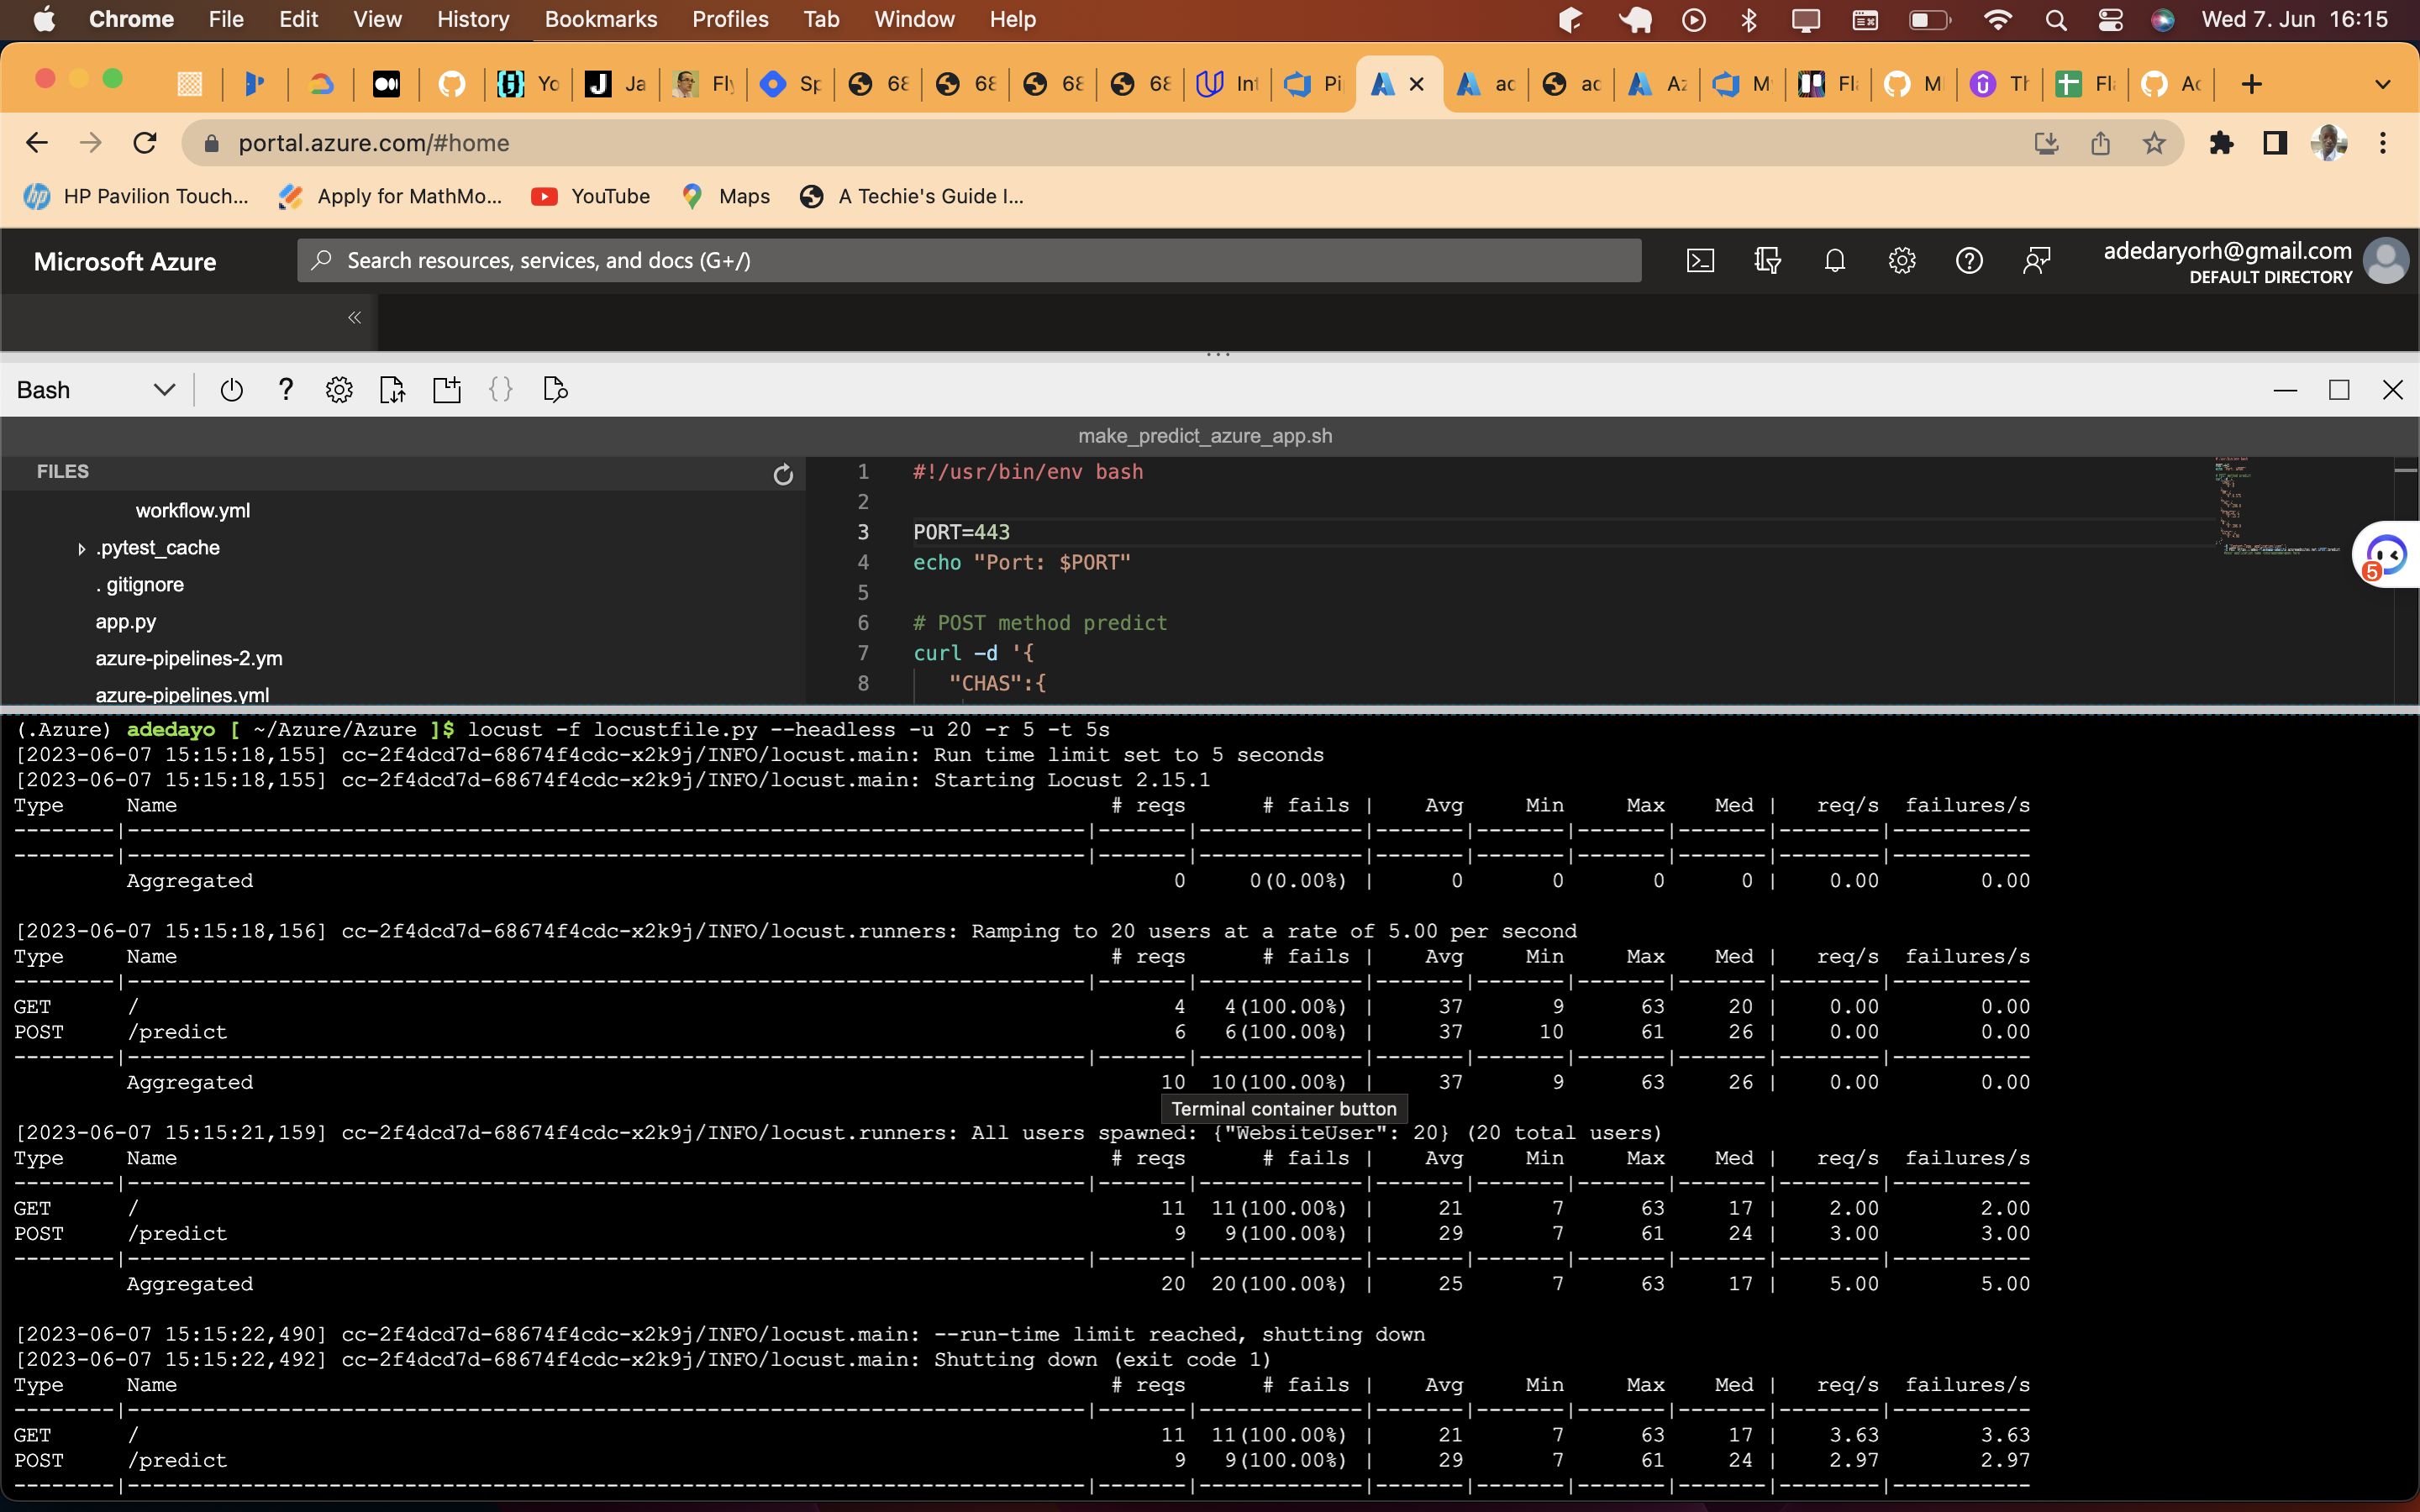 Chrome File Edit View History Bookmarks Profiles Tab Window Help Wed 7. Jun 16:15
Yo Ja Fly Sp 68 68 68 68 Int Pi ac ac Az M Fl M Th Fl Ac
portal.azure.com/#home
HP Pavilion Touch... Apply for MathMo... YouTube Maps A Techie's Guide I...
Microsoft Azure Search resources, services, and docs (G+/) adedaryorh@gmail.com
DEFAULT DIRECTORY
Bash
make_predict_azure_app.sh
FILES
workflow.yml
.pytest_cache
. gitignore
app.py
azure-pipelines-2.ym
azure-pipelines.yml
1 #!/usr/bin/env bash
2
3 PORT=443
4 echo "Port: $PORT"
5
6 # POST method predict
7 curl -d '{
8 "CHAS":{
5
(.Azure) adedayo [ ~/Azure/Azure ]$ locust -f locustfile.py --headless -u 20 -r 5 -t 5s
[2023-06-07 15:15:18,155] cc-2f4dcd7d-68674f4cdc-x2k9j/INFO/locust.main: Run time limit set to 5 seconds
[2023-06-07 15:15:18,155] cc-2f4dcd7d-68674f4cdc-x2k9j/INFO/locust.main: Starting Locust 2.15.1
Type Name # reqs # fails | Avg Min Max Med | req/s failures/s
Aggregated 0 0(0.00%) | 0 0 0 0 | 0.00 0.00
[2023-06-07 15:15:18,156] cc-2f4dcd7d-68674f4cdc-x2k9j/INFO/locust.runners: Ramping to 20 users at a rate of 5.00 per second
Type Name # reqs # fails | Avg Min Max Med | req/s failures/s
GET / 4 4(100.00%) | 37 9 63 20 | 0.00 0.00
POST /predict 6 6(100.00%) | 37 10 61 26 | 0.00 0.00
Aggregated 10 10(100.00%) | 37 9 63 26 | 0.00 0.00
Terminal container button
[2023-06-07 15:15:21,159] cc-2f4dcd7d-68674f4cdc-x2k9j/INFO/locust.runners: All users spawned: {"WebsiteUser": 20} (20 total users)
Type Name # reqs # fails | Avg Min Max Med | req/s failures/s
GET / 11 11(100.00%) | 21 7 63 17 | 2.00 2.00
POST /predict 9 9(100.00%) | 29 7 61 24 | 3.00 3.00
Aggregated 20 20(100.00%) | 25 7 63 17 | 5.00 5.00
[2023-06-07 15:15:22,490] cc-2f4dcd7d-68674f4cdc-x2k9j/INFO/locust.main: --run-time limit reached, shutting down
[2023-06-07 15:15:22,492] cc-2f4dcd7d-68674f4cdc-x2k9j/INFO/locust.main: Shutting down (exit code 1)
Type Name # reqs # fails | Avg Min Max Med | req/s failures/s
GET / 11 11(100.00%) | 21 7 63 17 | 3.63 3.63
POST /predict 9 9(100.00%) | 29 7 61 24 | 2.97 2.97